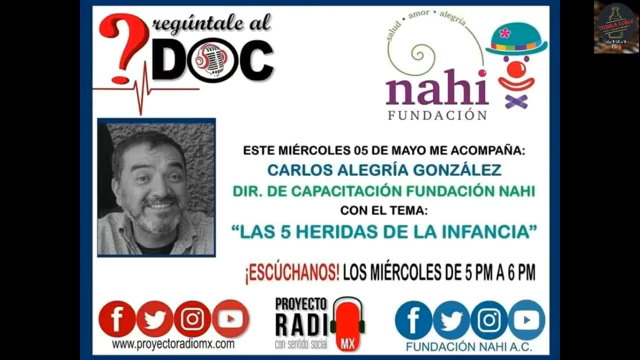 Pregúntale al
DOC
salud · amor · alegría
nahi
FUNDACIÓN
ESTE MIÉRCOLES 05 DE MAYO ME ACOMPAÑA:
CARLOS ALEGRÍA GONZÁLEZ
DIR. DE CAPACITACIÓN FUNDACIÓN NAHI
CON EL TEMA:
“LAS 5 HERIDAS DE LA INFANCIA”
¡ESCÚCHANOS! LOS MIÉRCOLES DE 5 PM A 6 PM
PROYECTO
RADIO
MX
con sentido social
www.proyectoradiomx.com
FUNDACIÓN NAHI A.C.